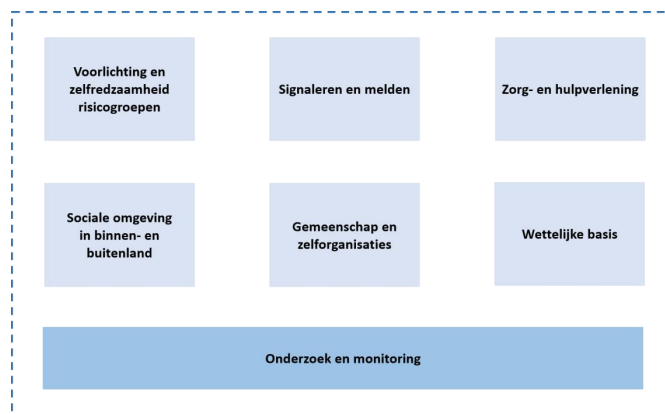 Voorlichting en
zelfredzaamheid
risicogroepen
Signaleren en melden
Zorg- en hulpverlening
Sociale omgeving
in binnen- en
buitenland
Gemeenschap en
zelforganisaties
Wettelijke basis
Onderzoek en monitoring